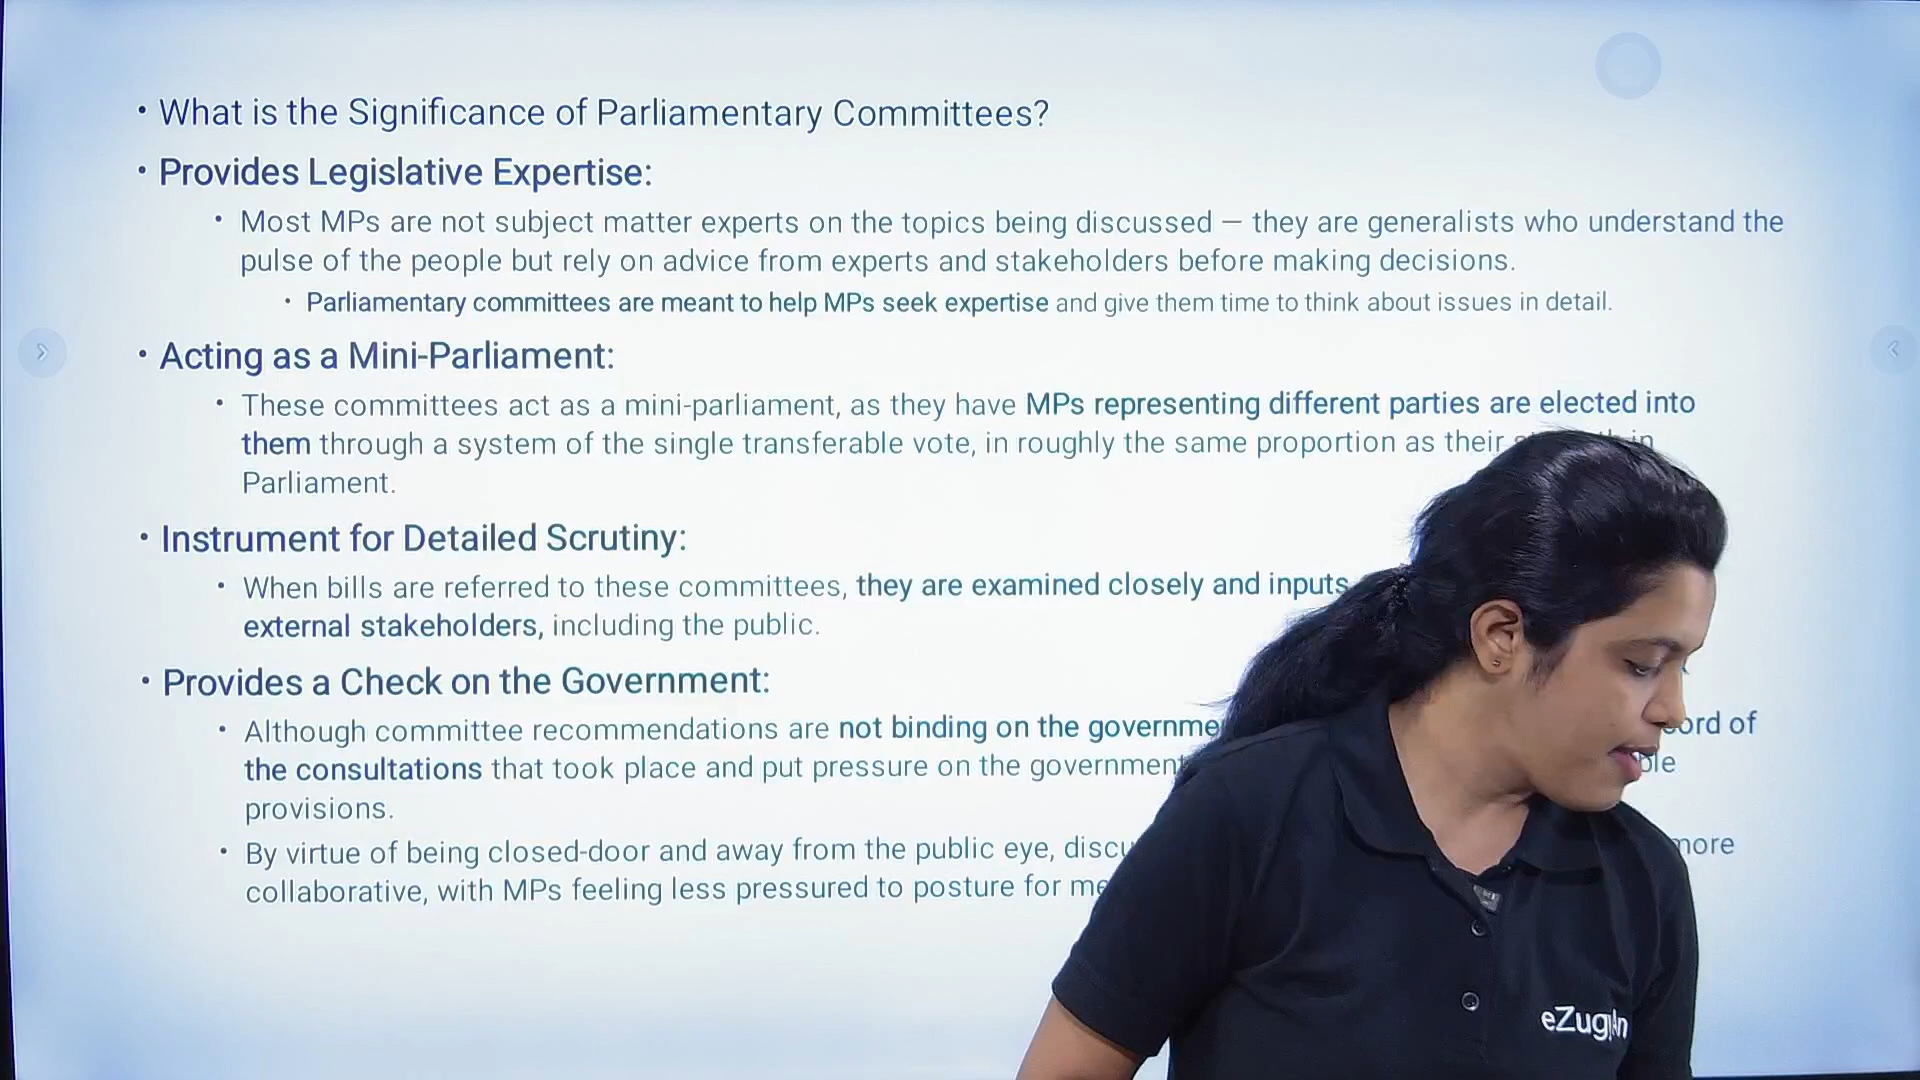 • What is the Significance of Parliamentary Committees?
• Provides Legislative Expertise:
• Most MPs are not subject matter experts on the topics being discussed — they are generalists who understand the
pulse of the people but rely on advice from experts and stakeholders before making decisions.
• Parliamentary committees are meant to help MPs seek expertise and give them time to think about issues in detail.
• Acting as a Mini-Parliament:
• These committees act as a mini-parliament, as they have MPs representing different parties are elected into
them through a system of the single transferable vote, in roughly the same proportion as their in
Parliament.
• Instrument for Detailed Scrutiny:
• When bills are referred to these committees, they are examined closely and inputs
external stakeholders, including the public.
• Provides a Check on the Government:
• Although committee recommendations are not binding on the of
the consultations that took place and put pressure on the government
provisions.
• By virtue of being closed-door and away from the public eye, more
collaborative, with MPs feeling less pressured to posture for